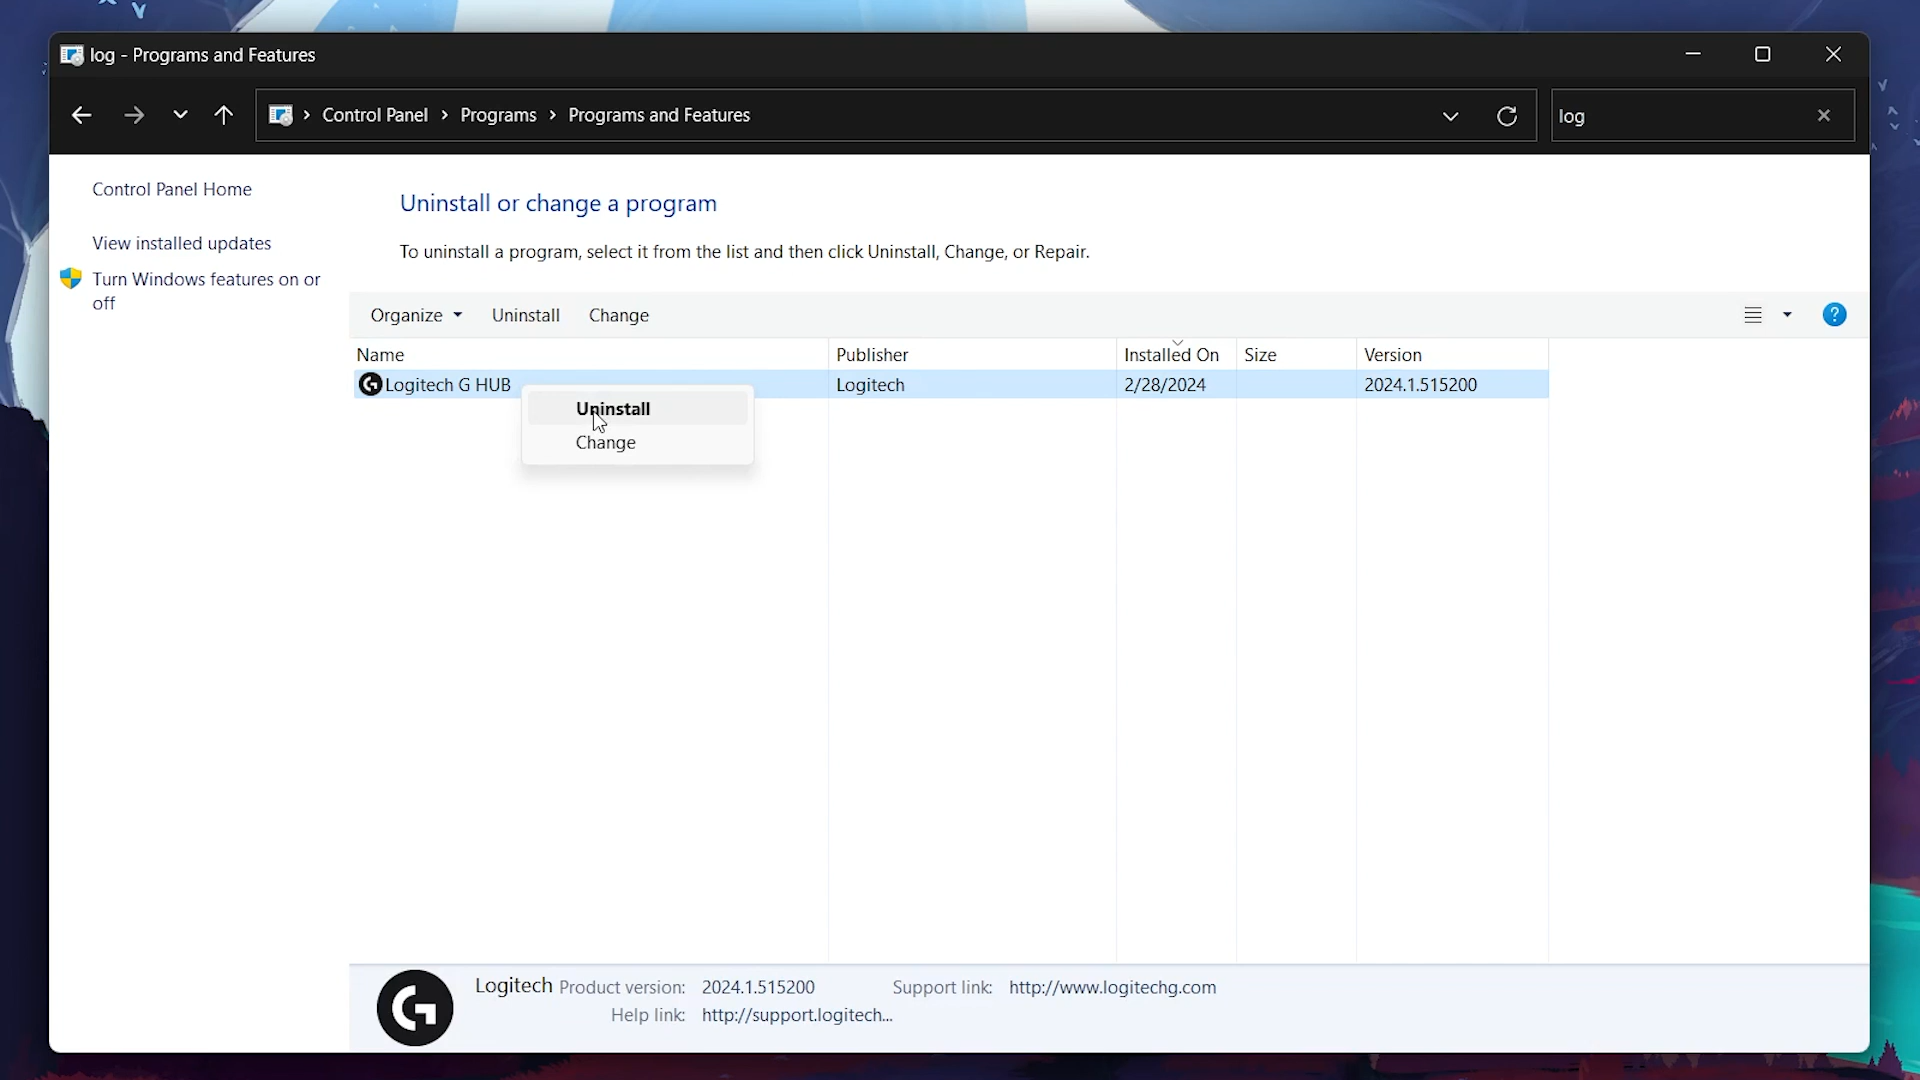 log - Programs and Features
Control Panel > Programs > Programs and Features
log
Control Panel Home
View installed updates
Turn Windows features on or
off
Uninstall or change a program
To uninstall a program, select it from the list and then click Uninstall, Change, or Repair.
Organize Uninstall Change
?
Name Publisher Installed On Size Version
Logitech G HUB Logitech 2/28/2024 2024.1.515200
Uninstall
Change
Logitech Product version: 2024.1.515200 Support link: http://www.logitechg.com
Help link: http://support.logitech...